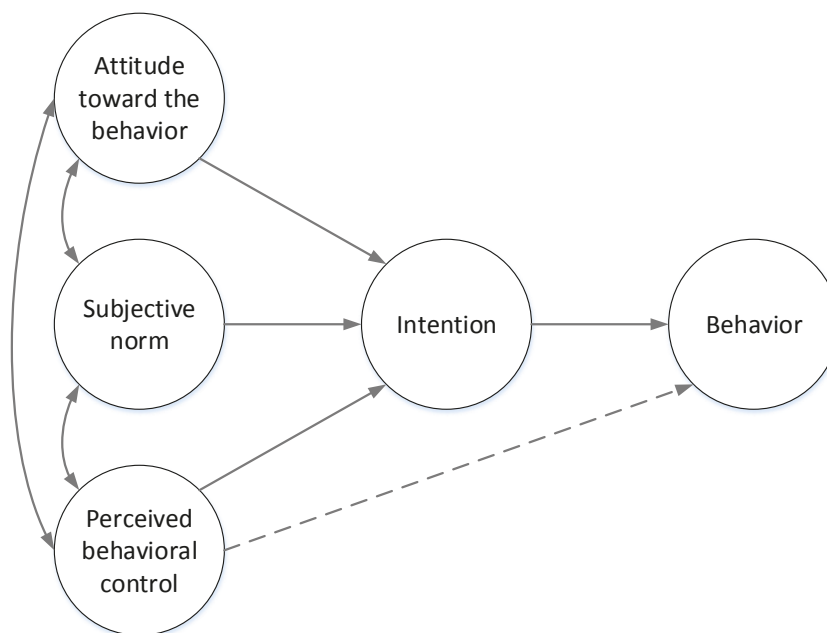 Attitude
toward the
behavior
Subjective
norm
Intention
Behavior
Perceived
behavioral
control